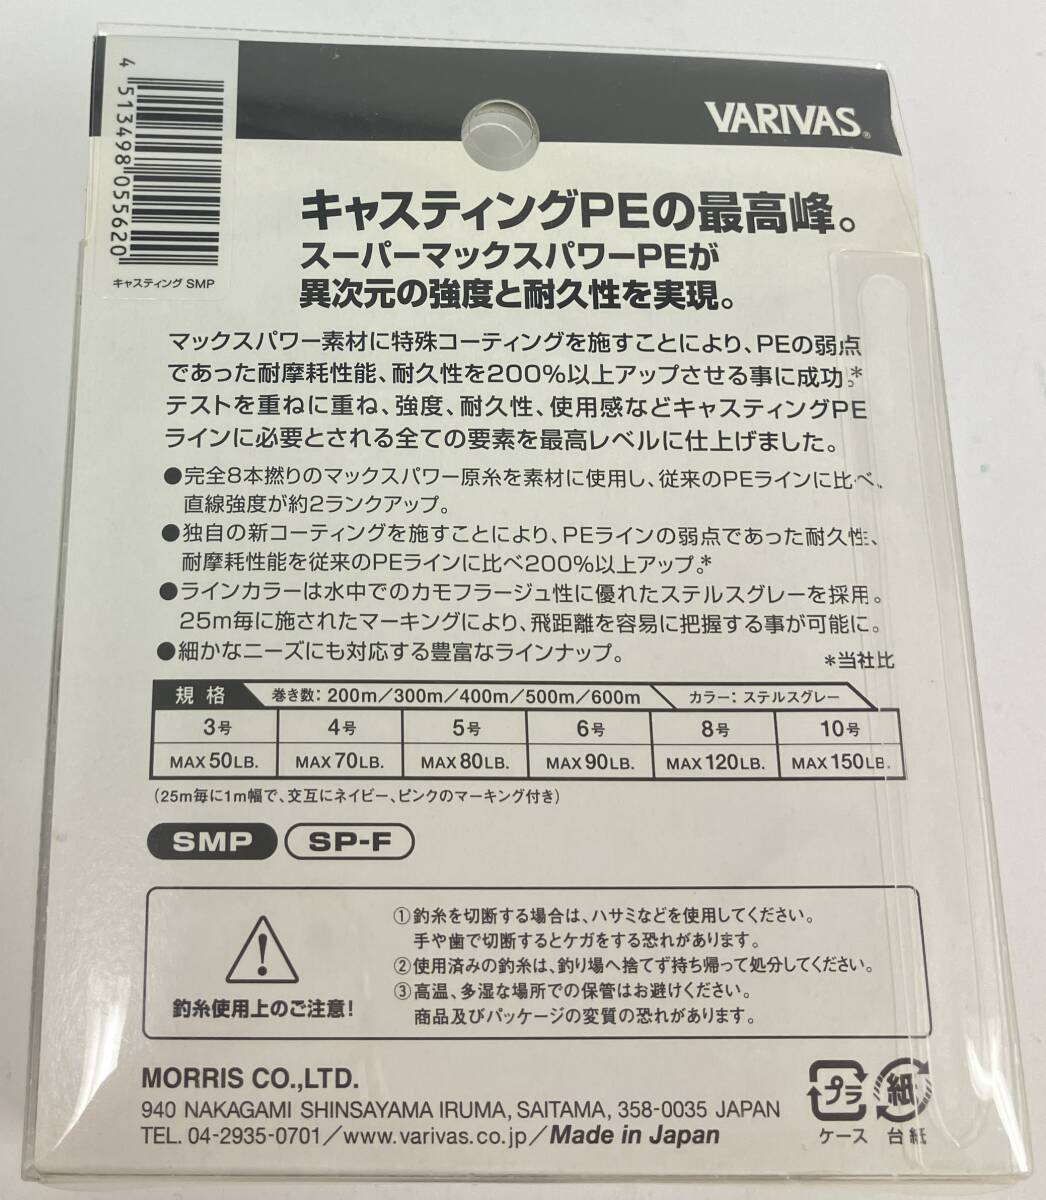 4 513498 055620
キャスティング SMP
VARIVAS®
キャスティングPEの最高峰。
スーパーマックスパワーPEが
異次元の強度と耐久性を実現。
マックスパワー素材に特殊コーティングを施すことにより、PEの弱点
であった耐摩耗性能、耐久性を200%以上アップさせる事に成功。*
テストを重ねに重ね、強度、耐久性、使用感などキャスティングPE
ラインに必要とされる全ての要素を最高レベルに仕上げました。
●完全8本撚りのマックスパワー原糸を素材に使用し、従来のPEラインに比べ、
直線強度が約2ランクアップ。
●独自の新コーティングを施すことにより、PEラインの弱点であった耐久性、
耐摩耗性能を従来のPEラインに比べ200%以上アップ。*
●ラインカラーは水中でのカモフラージュ性に優れたステルスグレーを採用。
25m毎に施されたマーキングにより、飛距離を容易に把握する事が可能に。
●細かなニーズにも対応する豊富なラインナップ。
*当社比
規格 巻き数：200m／300m／400m／500m／600m カラー：ステルスグレー
3号 4号 5号 6号 8号 10号
MAX 50LB. MAX 70LB. MAX 80LB. MAX 90LB. MAX 120LB. MAX 150LB.
(25m毎に1m幅で、交互にネイビー、ピンクのマーキング付き)
SMP SP-F
①釣糸を切断する場合は、ハサミなどを使用してください。
手や歯で切断するとケガをする恐れがあります。
②使用済みの釣糸は、釣り場へ捨てず持ち帰って処分してください。
③高温、多湿な場所での保管はお避けください。
商品及びパッケージの変質の恐れがあります。
釣糸使用上のご注意!
MORRIS CO.,LTD.
940 NAKAGAMI SHINSAYAMA IRUMA, SAITAMA, 358-0035 JAPAN
TEL. 04-2935-0701／www.varivas.co.jp／Made in Japan
プラ 紙
ケース 台紙